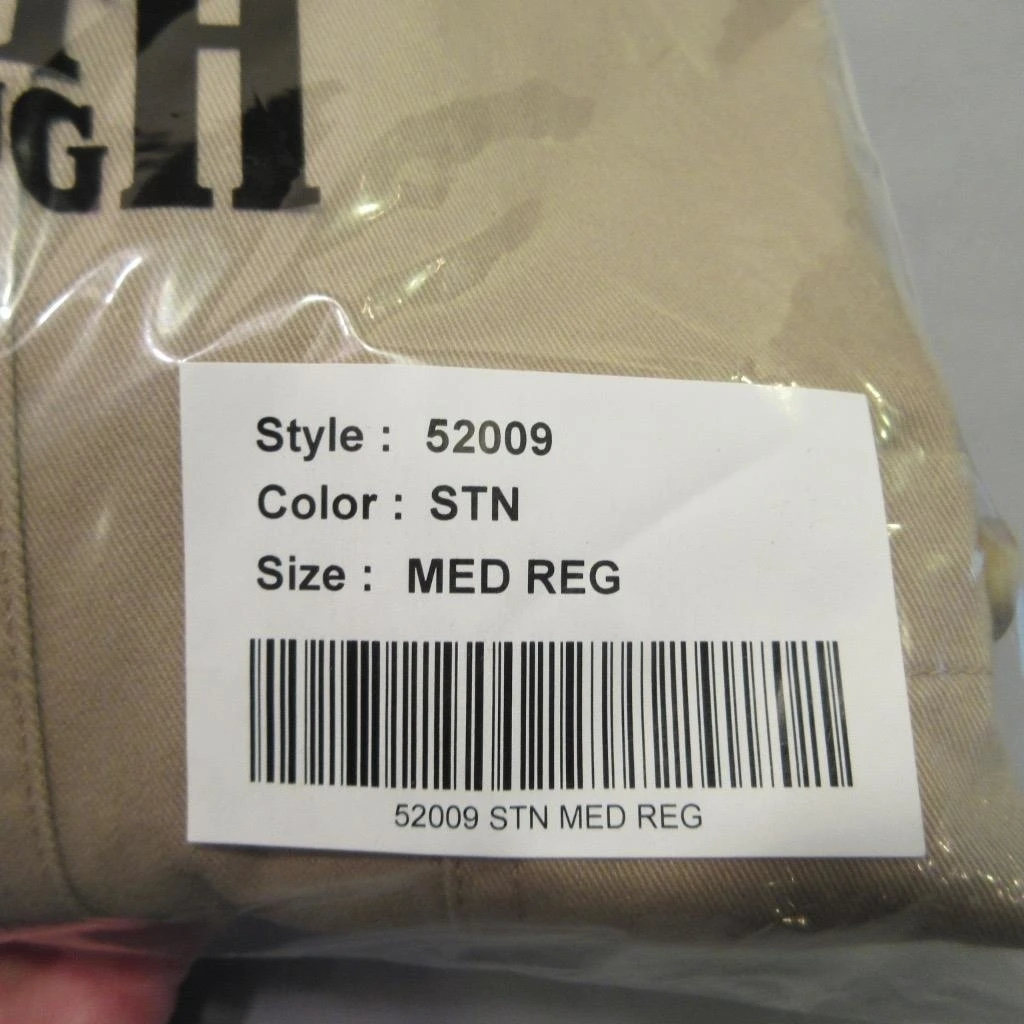 Style : 52009
Color : STN
Size : MED REG
52009 STN MED REG